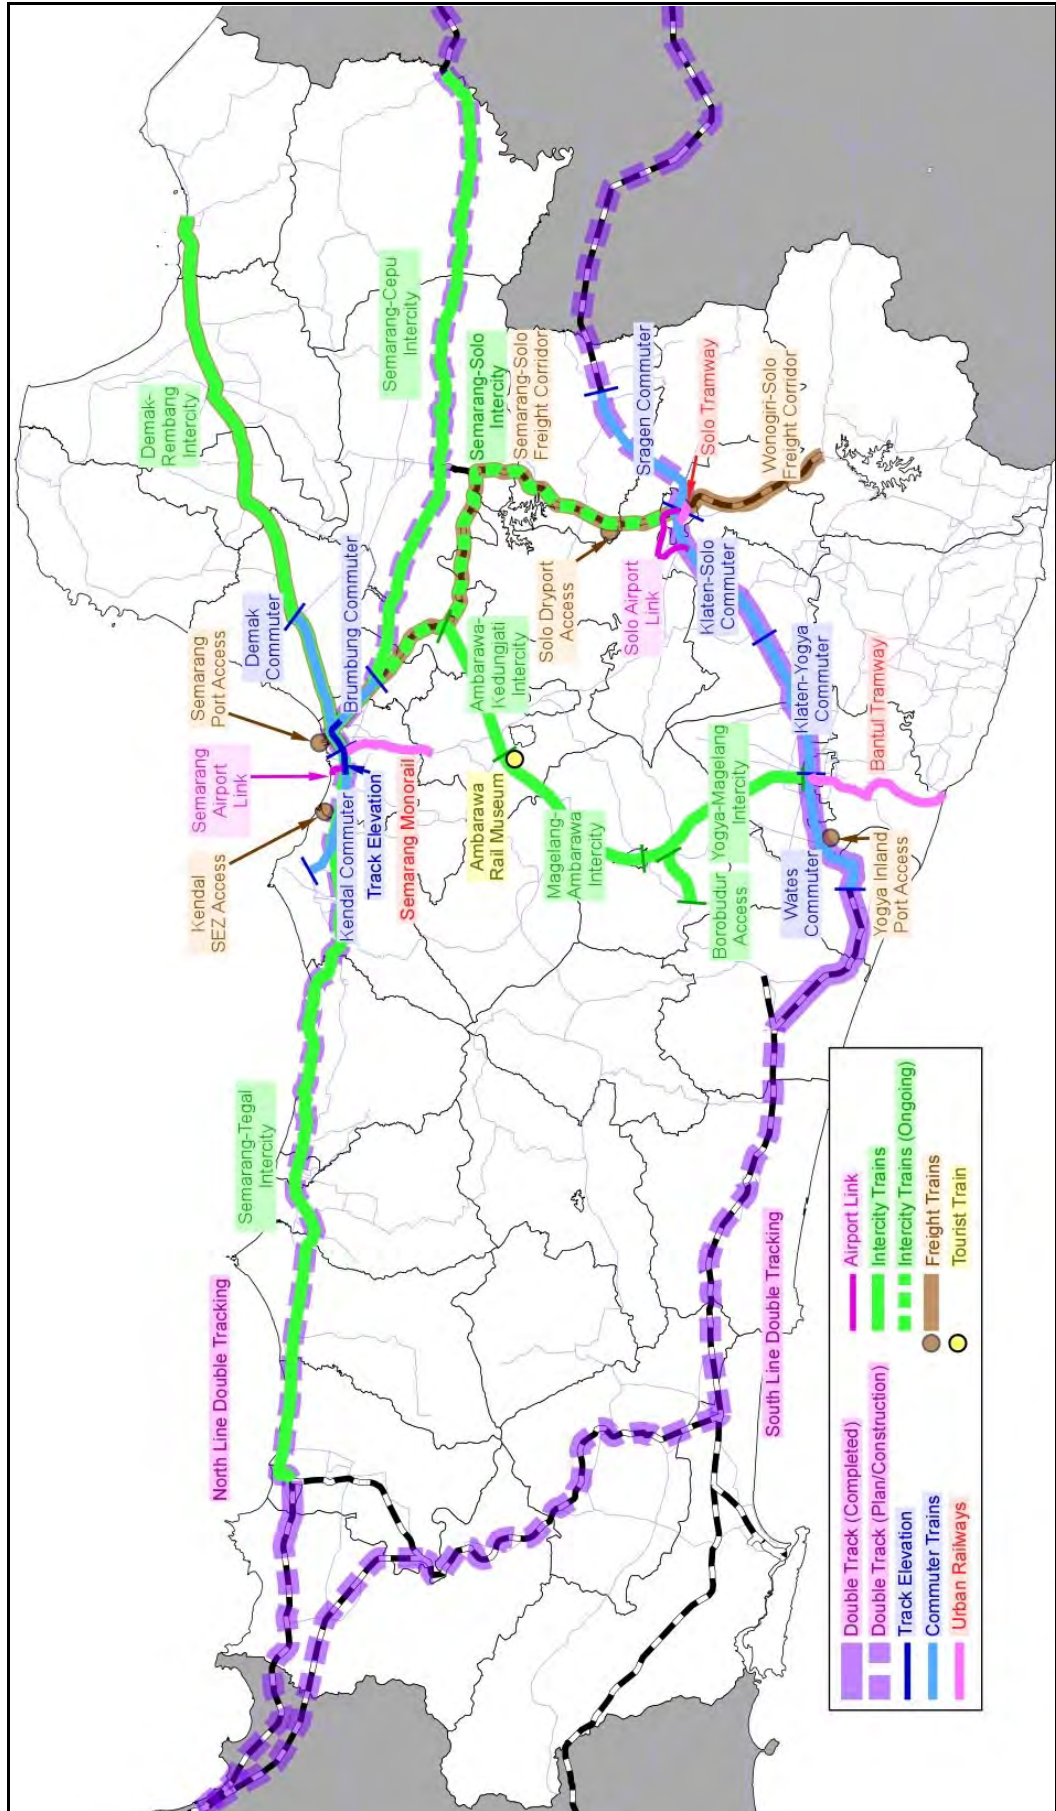 North Line Double Tracking
Semarang-Tegal
Intercity
Kendal
SEZ Access
Semarang
Airport
Link
Semarang
Port Access
Demak
Commuter
Demak-
Rembang
Intercity
Kendal Commuter
Track Elevation
Semarang Monorail
Brumbung Commuter
Semarang-Cepu
Intercity
Semarang-Solo
Intercity
Semarang-Solo
Freight Corridor
Ambarawa
Rail Museum
Ambarawa-
Kedungjati
Intercity
Magelang-
Ambarawa
Intercity
Solo Dryport
Access
Solo Airport
Link
Sragen Commuter
Solo Tramway
Wonogiri-Solo
Freight Corridor
Klaten-Solo
Commuter
Borobudur
Access
Yogya-Magelang
Intercity
Klaten-Yogya
Commuter
Wates
Commuter
Bantul Tramway
Yogya Inland
Port Access
South Line Double Tracking
Double Track (Completed)
Double Track (Plan/Construction)
Track Elevation
Commuter Trains
Urban Railways
Airport Link
Intercity Trains
Intercity Trains (Ongoing)
Freight Trains
Tourist Train